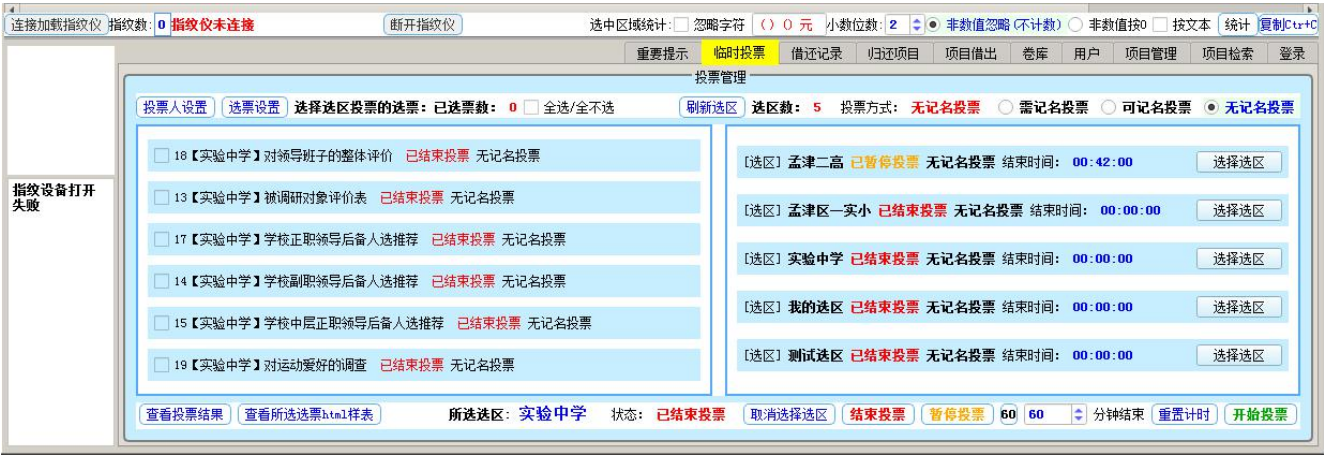 连接加载指纹仪 指纹数: 0 指纹仪未连接 断开指纹仪 选中区域统计: 忽略字符 ()() 元 小数位数: 2 非数值忽略(不计数) 非数值按0 按文本 统计 复制Ctr+C
重要提示 临时投票 借还记录 归还项目 项目借出 卷库 用户 项目管理 项目检索 登录
投票管理
投票人设置 选票设置 选择选区投票的选票: 已选票数: 0 全选/全不选 刷新选区 选区数: 5 投票方式: 无记名投票 需记名投票 可记名投票 无记名投票
18【实验中学】对领导班子的整体评价 已结束投票 无记名投票
13【实验中学】被调研对象评价表 已结束投票 无记名投票
17【实验中学】学校正职领导后备人选推荐 已结束投票 无记名投票
14【实验中学】学校副职领导后备人选推荐 已结束投票 无记名投票
15【实验中学】学校中层正职领导后备人选推荐 已结束投票 无记名投票
19【实验中学】对运动爱好的调查 已结束投票 无记名投票
[选区] 孟津二高 已暂停投票 无记名投票 结束时间: 00:42:00 选择选区
[选区] 孟津区一实小 已结束投票 无记名投票 结束时间: 00:00:00 选择选区
[选区] 实验中学 已结束投票 无记名投票 结束时间: 00:00:00 选择选区
[选区] 我的选区 已结束投票 无记名投票 结束时间: 00:00:00 选择选区
[选区] 测试选区 已结束投票 无记名投票 结束时间: 00:00:00 选择选区
指纹设备打开
失败
查看投票结果 查看所选选票html样表 所选选区: 实验中学 状态: 已结束投票 取消选择选区 结束投票 暂停投票 60 60 分钟结束 重置计时 开始投票